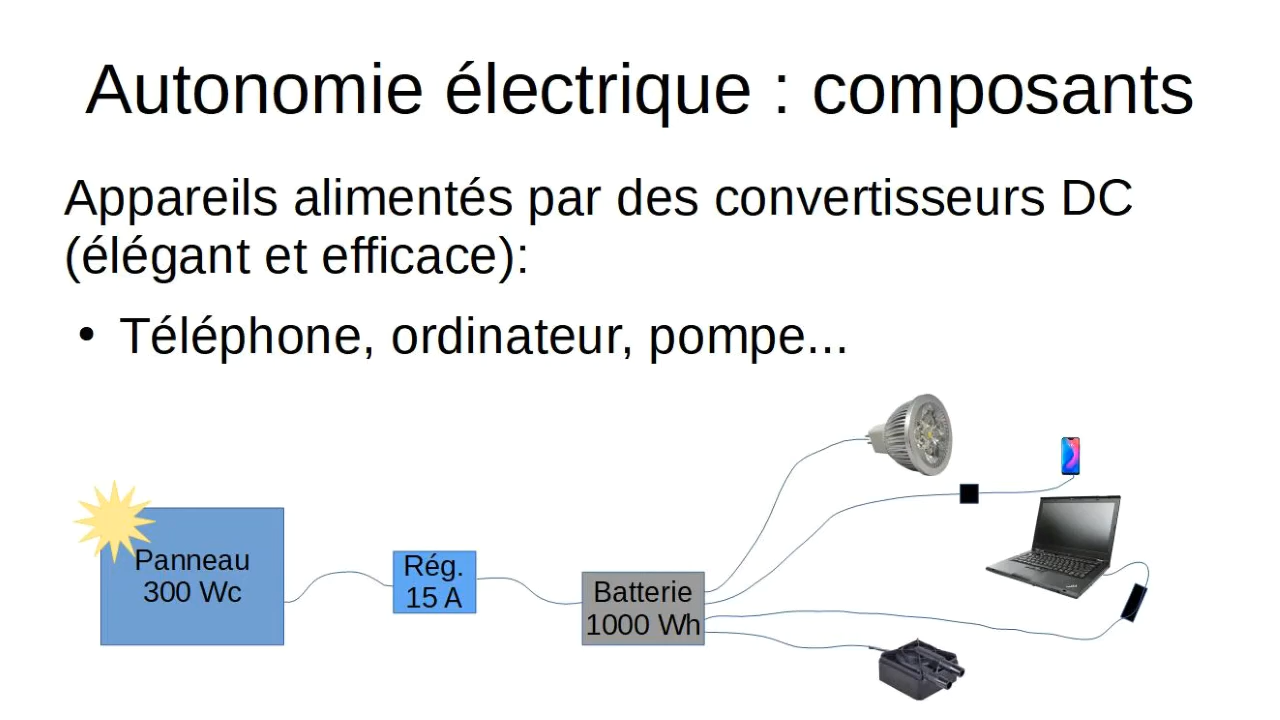 Autonomie électrique : composants
Appareils alimentés par des convertisseurs DC
(élégant et efficace):
• Téléphone, ordinateur, pompe...
Panneau
300 Wc
Rég.
15 A
Batterie
1000 Wh